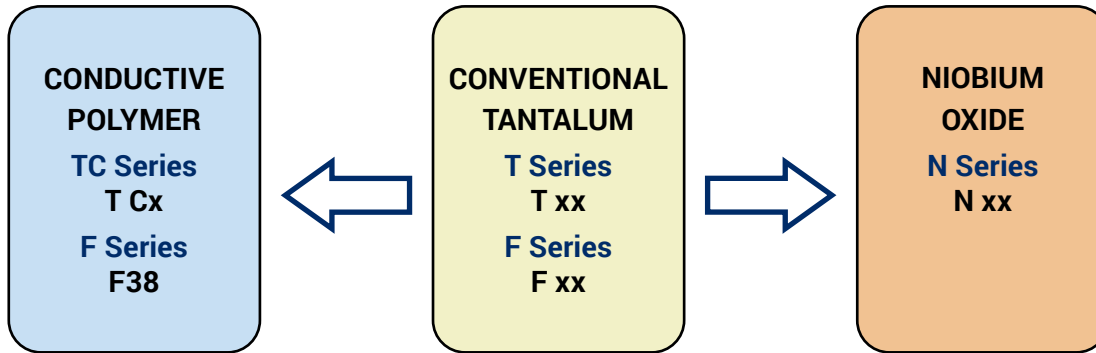 CONDUCTIVE
POLYMER
TC Series
T Cx
F Series
F38
CONVENTIONAL
TANTALUM
T Series
T xx
F Series
F xx
NIOBIUM
OXIDE
N Series
N xx